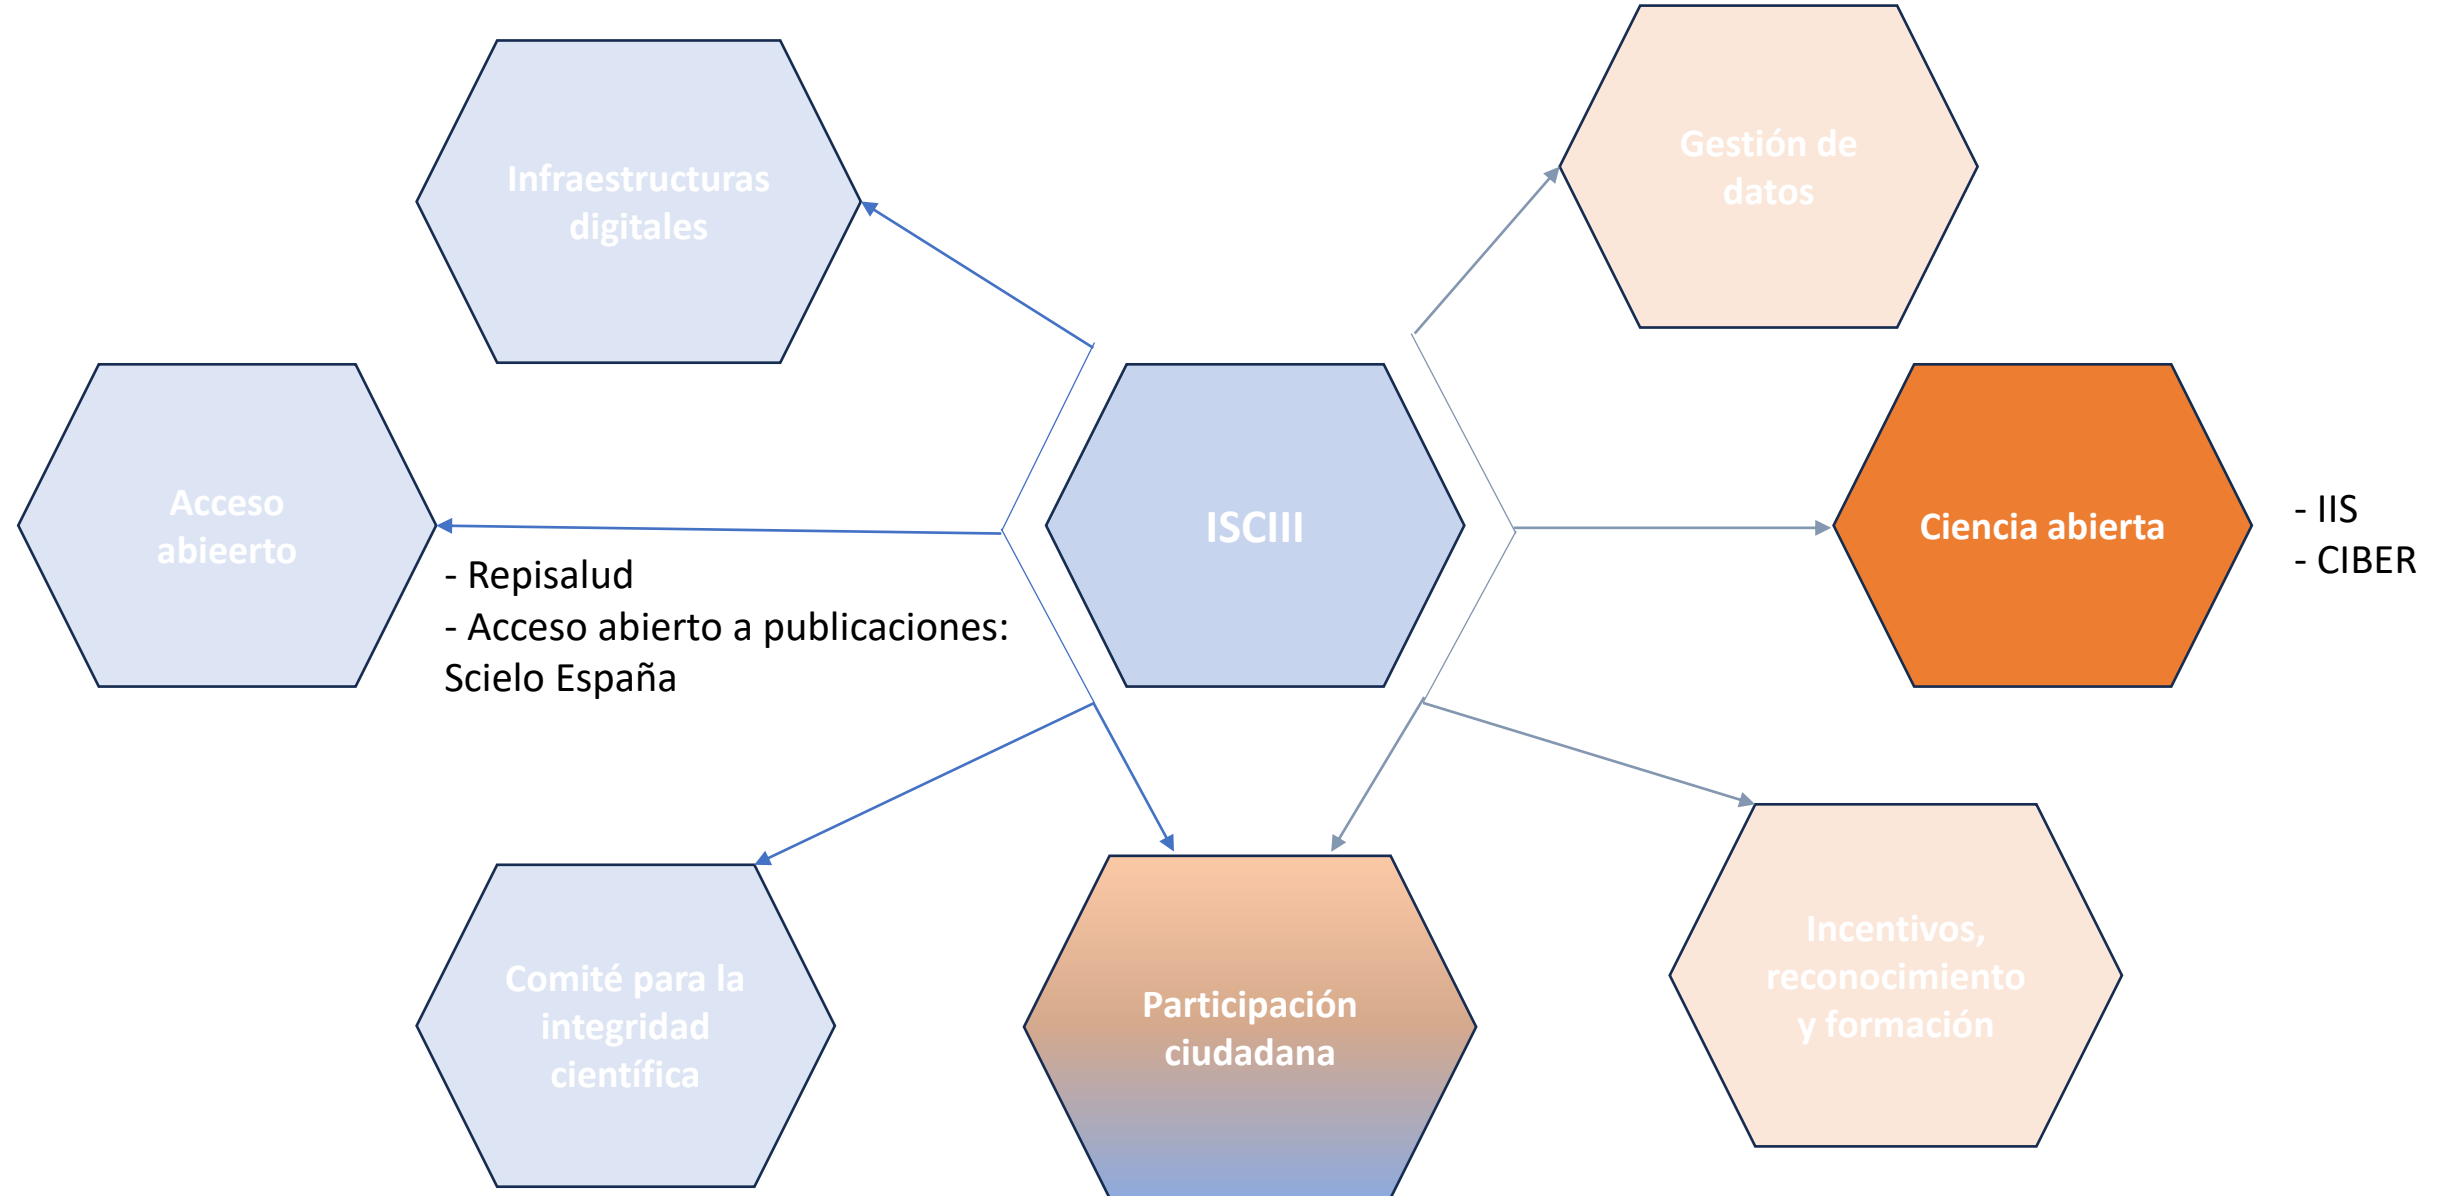 Infraestructuras
digitales
Gestión de
datos
Acceso
abieerto
- Repisalud
- Acceso abierto a publicaciones:
Scielo España
ISCIII
Ciencia abierta
- IIS
- CIBER
Comité para la
integridad
científica
Participación
ciudadana
Incentivos,
reconocimiento
y formación